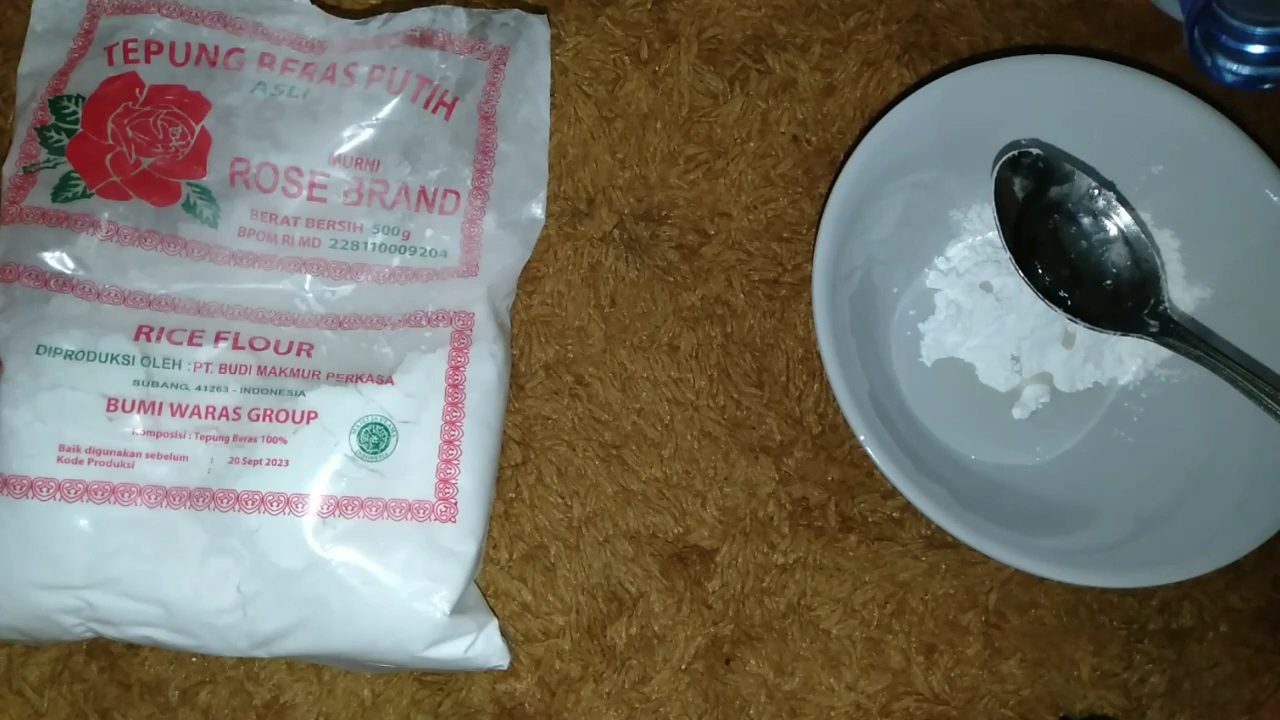 TEPUNG BERAS PUTIH
ASLI
MURNI
ROSE BRAND
BERAT BERSIH 500g
BPOM RI MD 228110009204
RICE FLOUR
DIPRODUKSI OLEH : PT. BUDI MAKMUR PERKASA
SUBANG, 41263 - INDONESIA
BUMI WARAS GROUP
Komposisi : Tepung Beras 100%
Baik digunakan sebelum : 20 Sept 2023
Kode Produksi :
INDONESIA